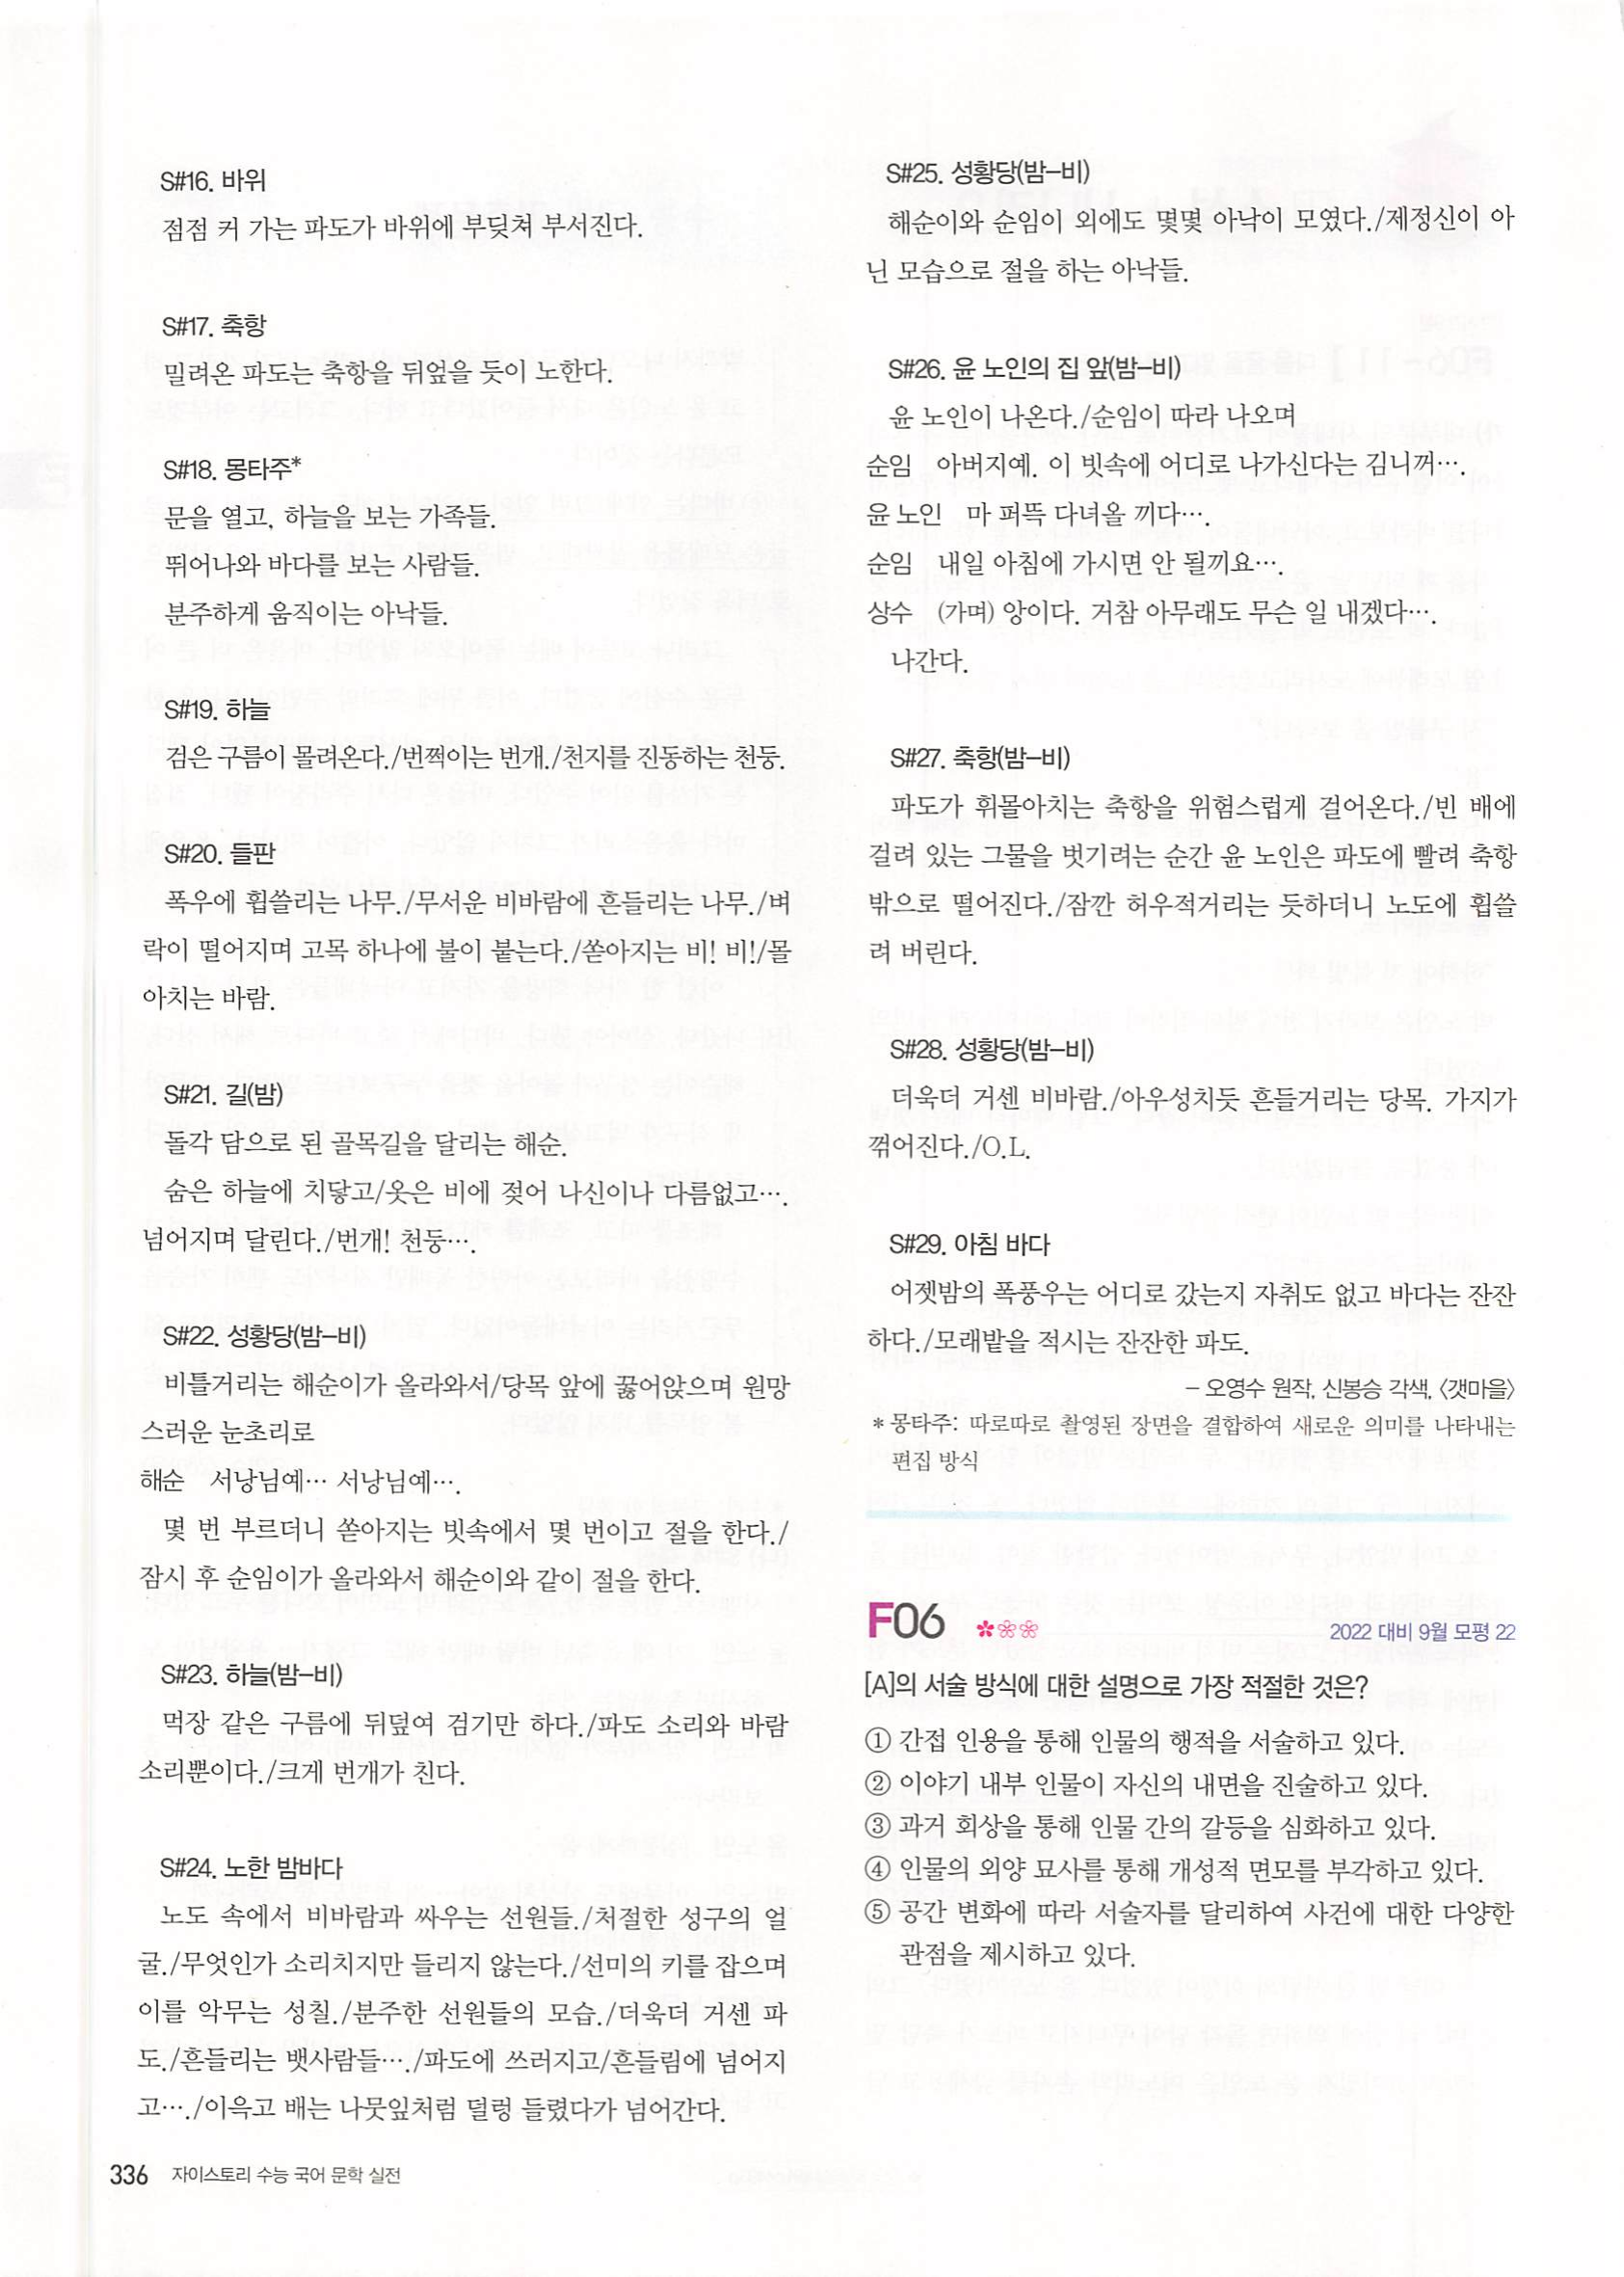 S#16. 바위
점점 커 가는 파도가 바위에 부딪쳐 부서진다.
S#17. 축항
밀려온 파도는 축항을 뒤엎을 듯이 노한다.
S#18. 몽타주*
문을 열고, 하늘을 보는 가족들.
뛰어나와 바다를 보는 사람들.
분주하게 움직이는 아낙들.
S#19. 하늘
검은 구름이 몰려온다./번쩍이는 번개./천지를 진동하는 천둥.
S#20. 들판
폭우에 휩쓸리는 나무./무서운 비바람에 흔들리는 나무./벼
락이 떨어지며 고목 하나에 불이 붙는다./쏟아지는 비! 비!/몰
아치는 바람.
S#21. 길(밤)
돌각 담으로 된 골목길을 달리는 해순.
숨은 하늘에 치닿고/옷은 비에 젖어 나신이나 다름없고….
넘어지며 달린다./번개! 천둥….
S#22. 성황당(밤-비)
비틀거리는 해순이가 올라와서/당목 앞에 꿇어앉으며 원망
스러운 눈초리로
해순 서낭님예… 서낭님예….
몇 번 부르더니 쏟아지는 빗속에서 몇 번이고 절을 한다./
잠시 후 순임이가 올라와서 해순이와 같이 절을 한다.
S#23. 하늘(밤-비)
먹장 같은 구름에 뒤덮여 검기만 하다./파도 소리와 바람
소리뿐이다./크게 번개가 친다.
S#24. 노한 밤바다
노도 속에서 비바람과 싸우는 선원들./처절한 성구의 얼
굴./무엇인가 소리치지만 들리지 않는다./선미의 키를 잡으며
이를 악무는 성칠./분주한 선원들의 모습./더욱더 거센 파
도./흔들리는 뱃사람들…./파도에 쓰러지고/흔들림에 넘어지
고…./이윽고 배는 나뭇잎처럼 덜렁 들렸다가 넘어간다.
336 자이스토리 수능 국어 문학 실전
S#25. 성황당(밤-비)
해순이와 순임이 외에도 몇몇 아낙이 모였다./제정신이 아
닌 모습으로 절을 하는 아낙들.
S#26. 윤 노인의 집 앞(밤-비)
윤 노인이 나온다./순임이 따라 나오며
순임 아버지예. 이 빗속에 어디로 나가신다는 김니꺼….
윤 노인 마 퍼뜩 다녀올 끼다….
순임 내일 아침에 가시면 안 될끼요….
상수 (가며) 앙이다. 거참 아무래도 무슨 일 내겠다….
나간다.
S#27. 축항(밤-비)
파도가 휘몰아치는 축항을 위험스럽게 걸어온다./빈 배에
걸려 있는 그물을 벗기려는 순간 윤 노인은 파도에 빨려 축항
밖으로 떨어진다./잠깐 허우적거리는 듯하더니 노도에 휩쓸
려 버린다.
S#28. 성황당(밤-비)
더욱더 거센 비바람./아우성치듯 흔들거리는 당목. 가지가
꺾어진다./O.L.
S#29. 아침 바다
어젯밤의 폭풍우는 어디로 갔는지 자취도 없고 바다는 잔잔
하다./모래밭을 적시는 잔잔한 파도.
- 오영수 원작, 신봉승 각색, <갯마을>
* 몽타주: 따로따로 촬영된 장면을 결합하여 새로운 의미를 나타내는
편집 방식
F06 2022 대비 9월 모평 22
[A]의 서술 방식에 대한 설명으로 가장 적절한 것은?
① 간접 인용을 통해 인물의 행적을 서술하고 있다.
② 이야기 내부 인물이 자신의 내면을 진술하고 있다.
③ 과거 회상을 통해 인물 간의 갈등을 심화하고 있다.
④ 인물의 외양 묘사를 통해 개성적 면모를 부각하고 있다.
⑤ 공간 변화에 따라 서술자를 달리하여 사건에 대한 다양한
관점을 제시하고 있다.